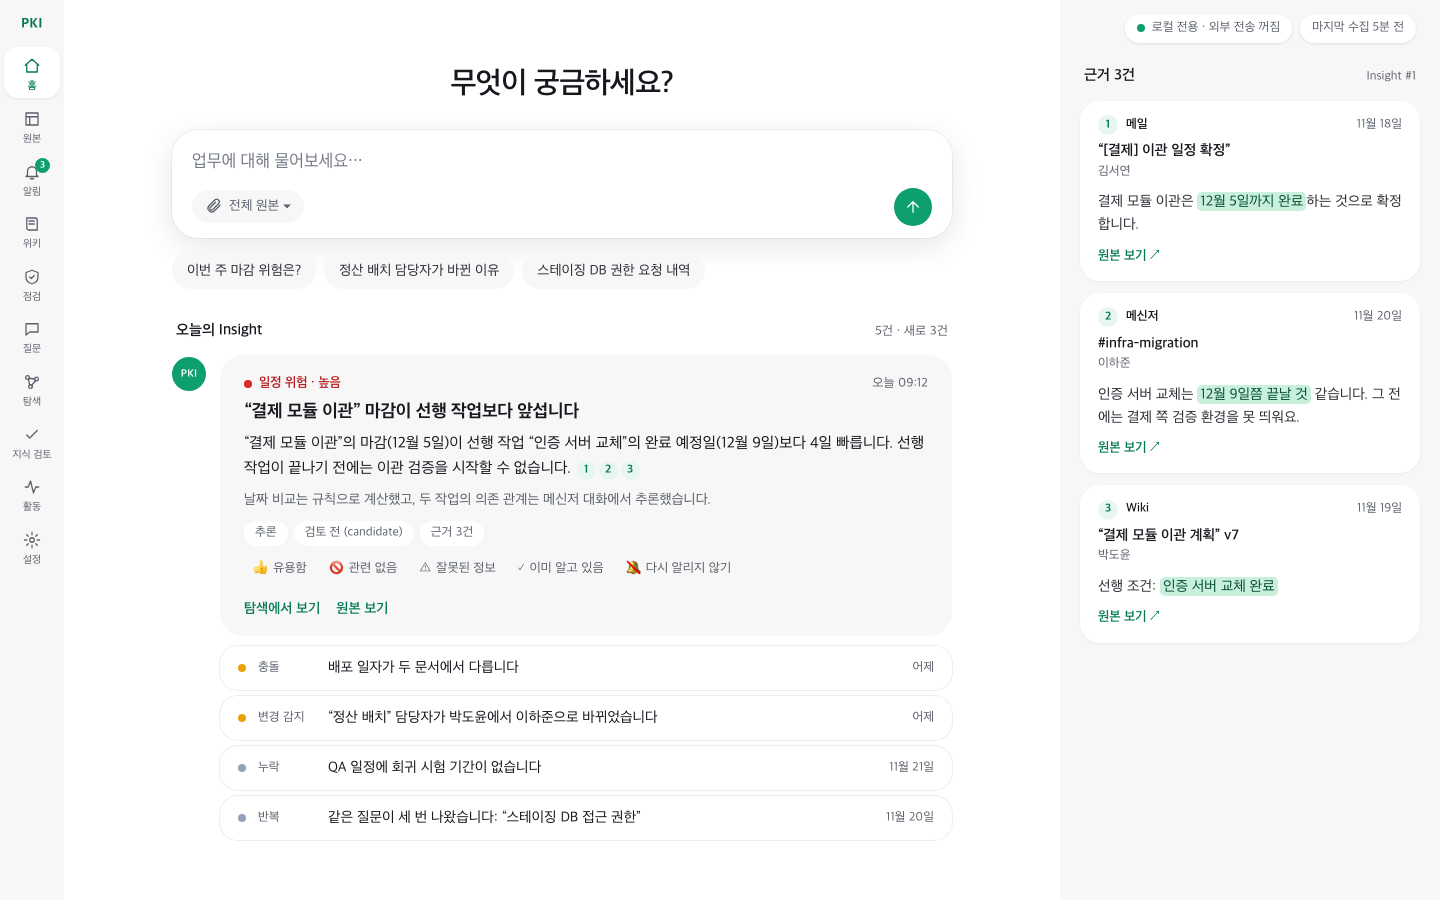 PKI
홈
원본
3
알림
위키
점검
질문
탐색
지식 검토
활동
설정
무엇이 궁금하세요?
업무에 대해 물어보세요…
전체 원본
이번 주 마감 위험은?
정산 배치 담당자가 바뀐 이유
스테이징 DB 권한 요청 내역
오늘의 Insight
5건 · 새로 3건
PKI
일정 위험 · 높음
오늘 09:12
“결제 모듈 이관” 마감이 선행 작업보다 앞섭니다
“결제 모듈 이관”의 마감(12월 5일)이 선행 작업 “인증 서버 교체”의 완료 예정일(12월 9일)보다 4일 빠릅니다. 선행
작업이 끝나기 전에는 이관 검증을 시작할 수 없습니다. 1 2 3
날짜 비교는 규칙으로 계산했고, 두 작업의 의존 관계는 메신저 대화에서 추론했습니다.
추론
검토 전 (candidate)
근거 3건
👍 유용함
🚫 관련 없음
⚠ 잘못된 정보
✓ 이미 알고 있음
🔕 다시 알리지 않기
탐색에서 보기
원본 보기
충돌
배포 일자가 두 문서에서 다릅니다
어제
변경 감지
“정산 배치” 담당자가 박도윤에서 이하준으로 바뀌었습니다
어제
누락
QA 일정에 회귀 시험 기간이 없습니다
11월 21일
반복
같은 질문이 세 번 나왔습니다: “스테이징 DB 접근 권한”
11월 20일
로컬 전용 · 외부 전송 꺼짐
마지막 수집 5분 전
근거 3건
Insight #1
1 메일
11월 18일
“[결제] 이관 일정 확정”
김서연
결제 모듈 이관은 12월 5일까지 완료하는 것으로 확정
합니다.
원본 보기 ↗
2 메신저
11월 20일
#infra-migration
이하준
인증 서버 교체는 12월 9일쯤 끝날 것 같습니다. 그 전
에는 결제 쪽 검증 환경을 못 띄워요.
원본 보기 ↗
3 Wiki
11월 19일
“결제 모듈 이관 계획” v7
박도윤
선행 조건: 인증 서버 교체 완료
원본 보기 ↗